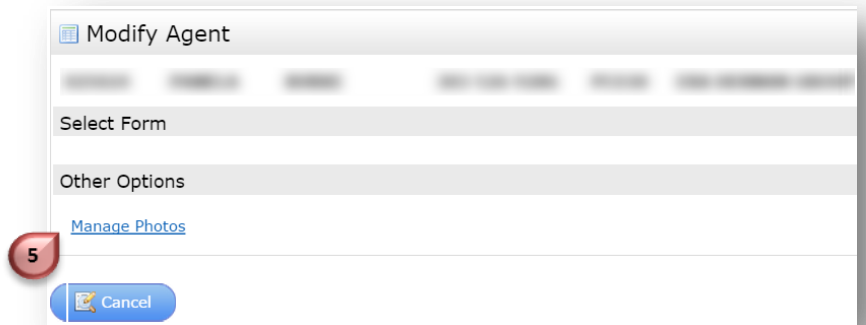 Modify Agent
Select Form
Other Options
Manage Photos
5
Cancel